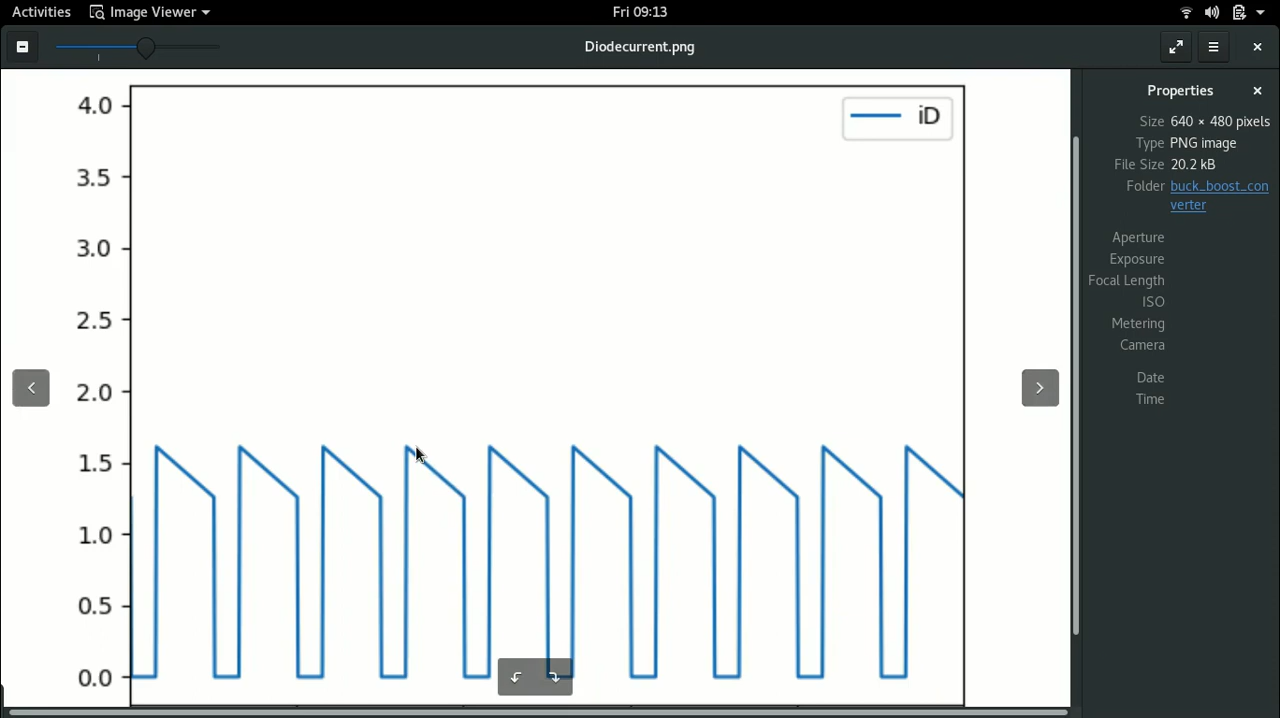 Activities Image Viewer Fri 09:13
Diodecurrent.png
iD
4.0
3.5
3.0
2.5
2.0
1.5
1.0
0.5
0.0
Properties
Size 640 × 480 pixels
Type PNG image
File Size 20.2 kB
Folder buck_boost_con
verter
Aperture
Exposure
Focal Length
ISO
Metering
Camera
Date
Time